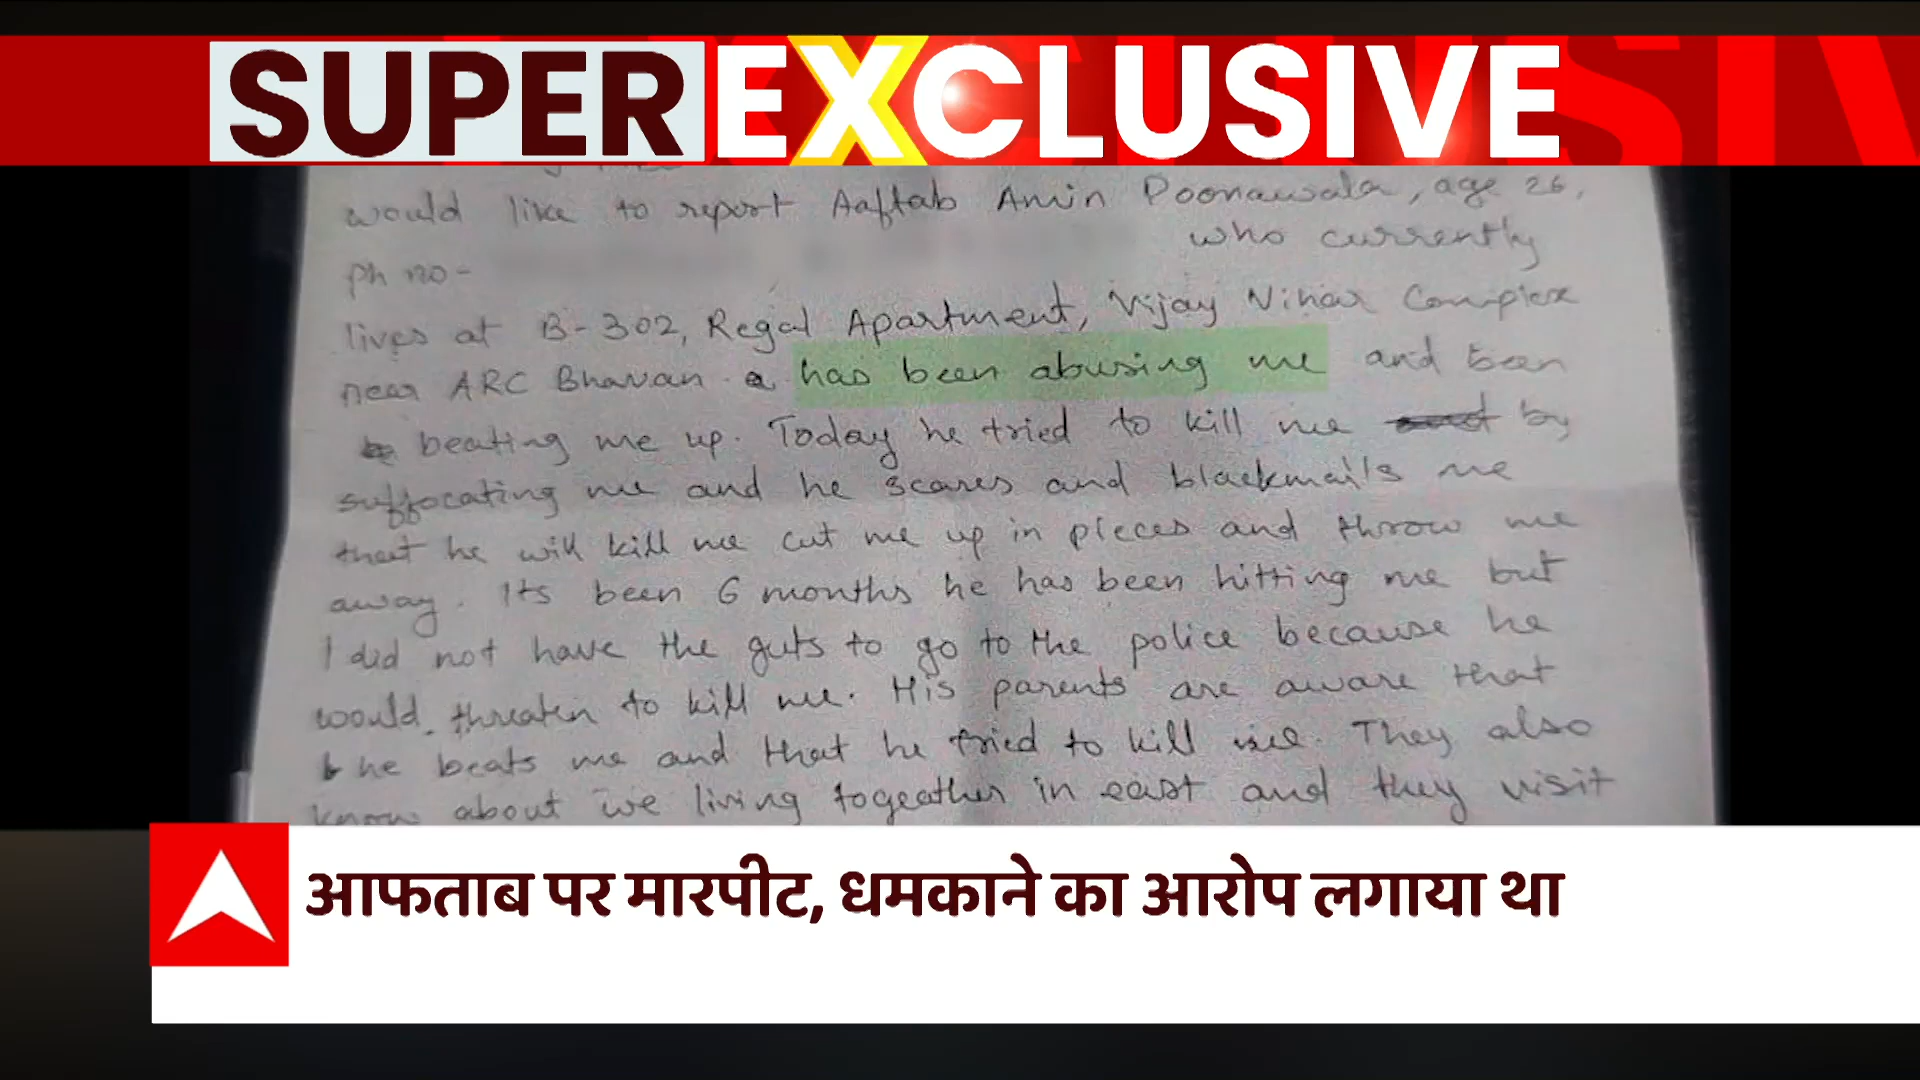 SUPER EXCLUSIVE
would like to report Aaftab Amin Poonawala, age 26,
who currently
Ph no-
lives at B-302, Regal Apartment, Vijay Vihar Complex
near ARC Bhavan has been abusing me and been
beating me up. Today he tried to kill me by
suffocating me and he scares and blackmails me
that he will kill me cut me up in pieces and throw me
away. Its been 6 months he has been hitting me but
I did not have the guts to go to the police because he
would threaten to kill me. His parents are aware that
he beats me and that he tried to kill me. They also
know about we living togeather in east and they visit
आफताब पर मारपीट, धमकाने का आरोप लगाया था